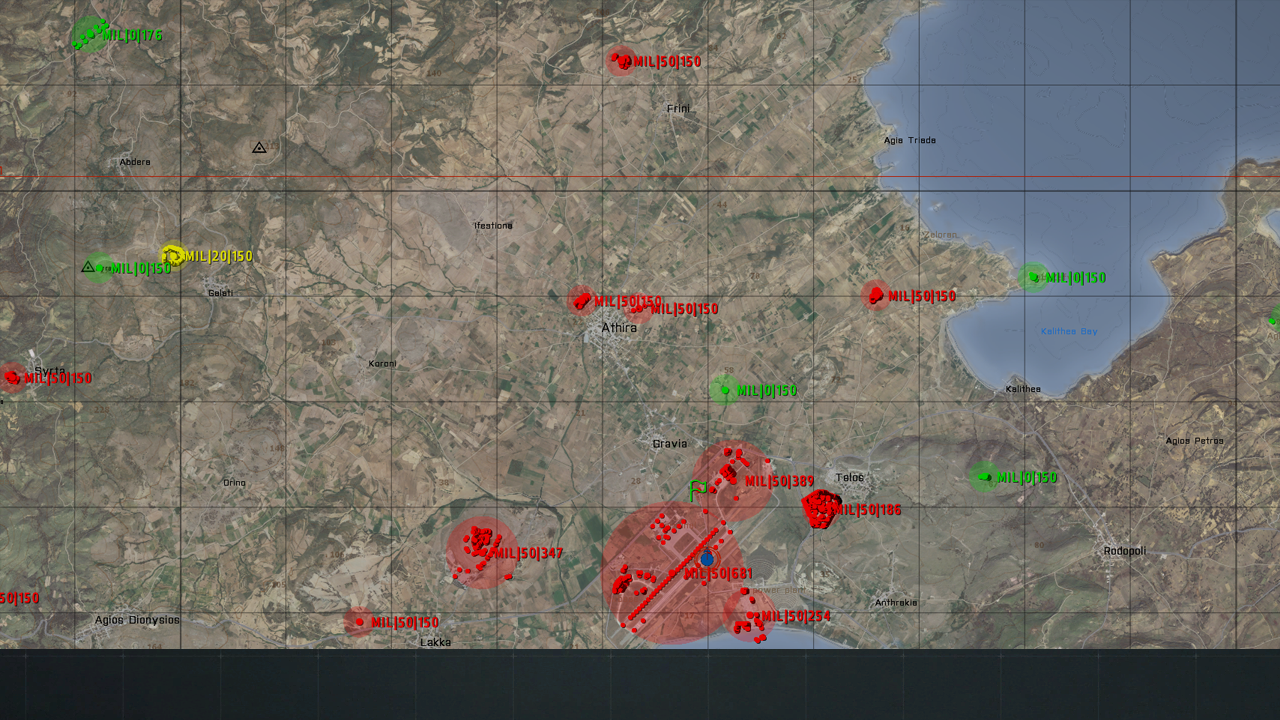 MIL|0|176
MIL|50|150
Frini
Agia Triada
Abdera
Ifestiona
MIL|20|150
MIL|0|150
MIL|0|150
Galati
MIL|50|150
MIL|50|150
MIL|50|150
Athira
Kalithea Bay
Koroni
Syrta
MIL|50|150
MIL|0|150
Kalithea
Gravia
Agios Petros
Telos
MIL|0|150
Orino
MIL|50|389
MIL|50|186
MIL|50|347
Rodopoli
MIL|50|681
power plant
50|150
Anthrakia
MIL|50|254
Agios Dionysios
MIL|50|150
Lakka